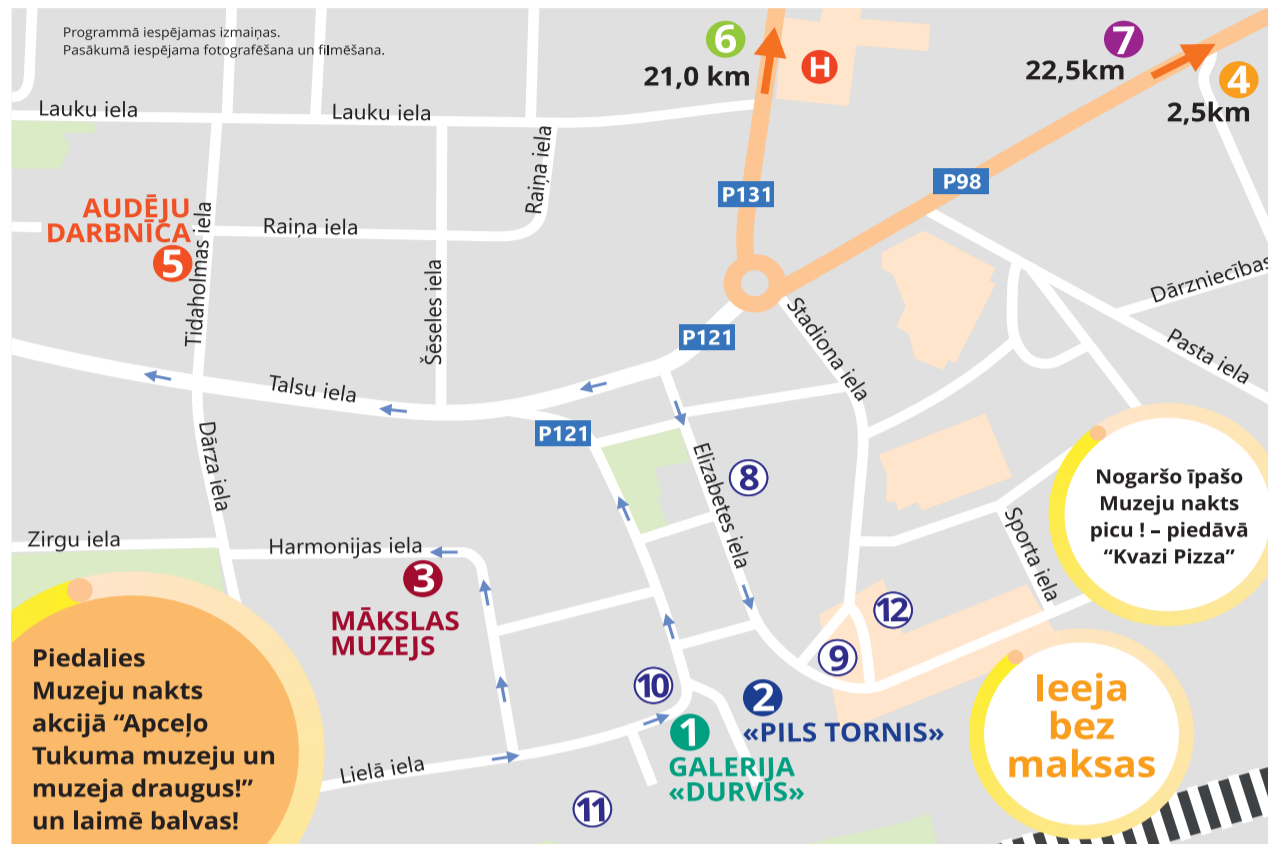 Programmā iespējamas izmaiņas.
Pasākumā iespējama fotografēšana un filmēšana.
6
21,0 km
H
7
22,5km
4
2,5km
Lauku iela
Lauku iela
Raiņa iela
P131
P98
AUDĒJU
DARBNĪCA
5
Tidaholmas iela
Raiņa iela
Šēseles iela
Dārzniecības
Stadiona iela
P121
Pasta iela
Talsu iela
P121
Dārza iela
Elizabetes iela
8
Nogaršo īpašo
Muzeju nakts
picu ! – piedāvā
“Kvazi Pizza”
Sporta iela
Zirgu iela
Harmonijas iela
3
MĀKSLAS
MUZEJS
12
9
10
2
«PILS TORNIS»
1
GALERIJA
«DURVIS»
Lielā iela
11
Piedalies
Muzeju nakts
akcijā “Apceļo
Tukuma muzeju un
muzeja draugus!”
un laimē balvas!
Ieeja
bez
maksas